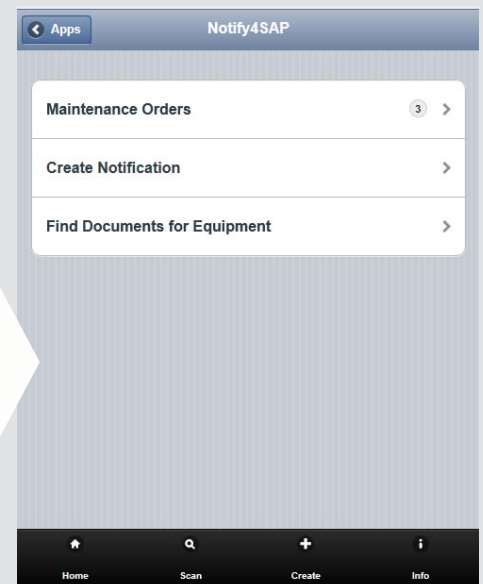 Apps
Notify4SAP
Maintenance Orders 3
Create Notification
Find Documents for Equipment
Home Scan Create Info